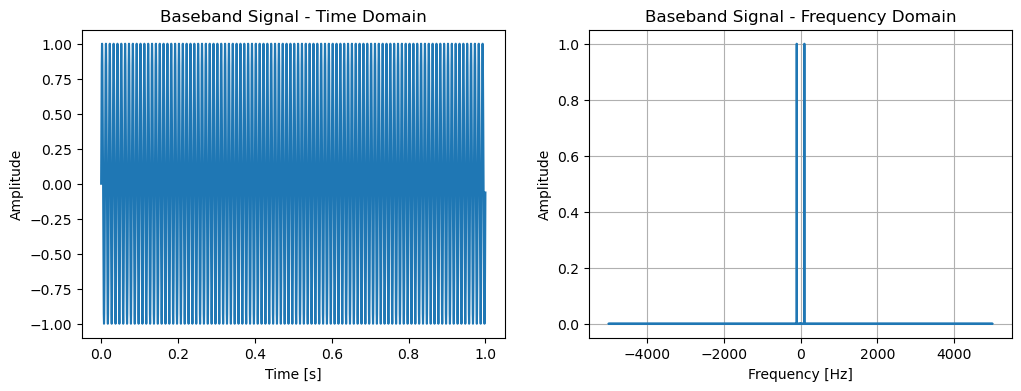 Baseband Signal - Time Domain
1.00
0.75
0.50
0.25
0.00
−0.25
−0.50
−0.75
−1.00
Amplitude
0.0 0.2 0.4 0.6 0.8 1.0
Time [s]
Baseband Signal - Frequency Domain
1.0
0.8
0.6
0.4
0.2
0.0
Amplitude
−4000 −2000 0 2000 4000
Frequency [Hz]